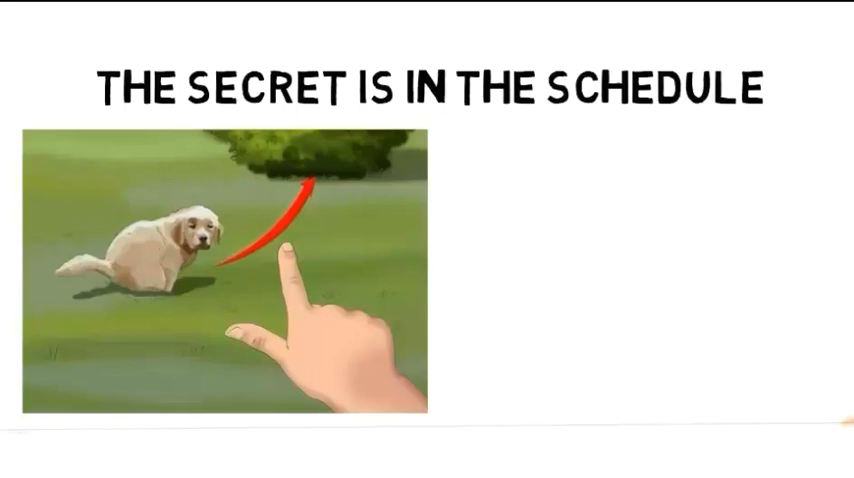 THE SECRET IS IN THE SCHEDULE